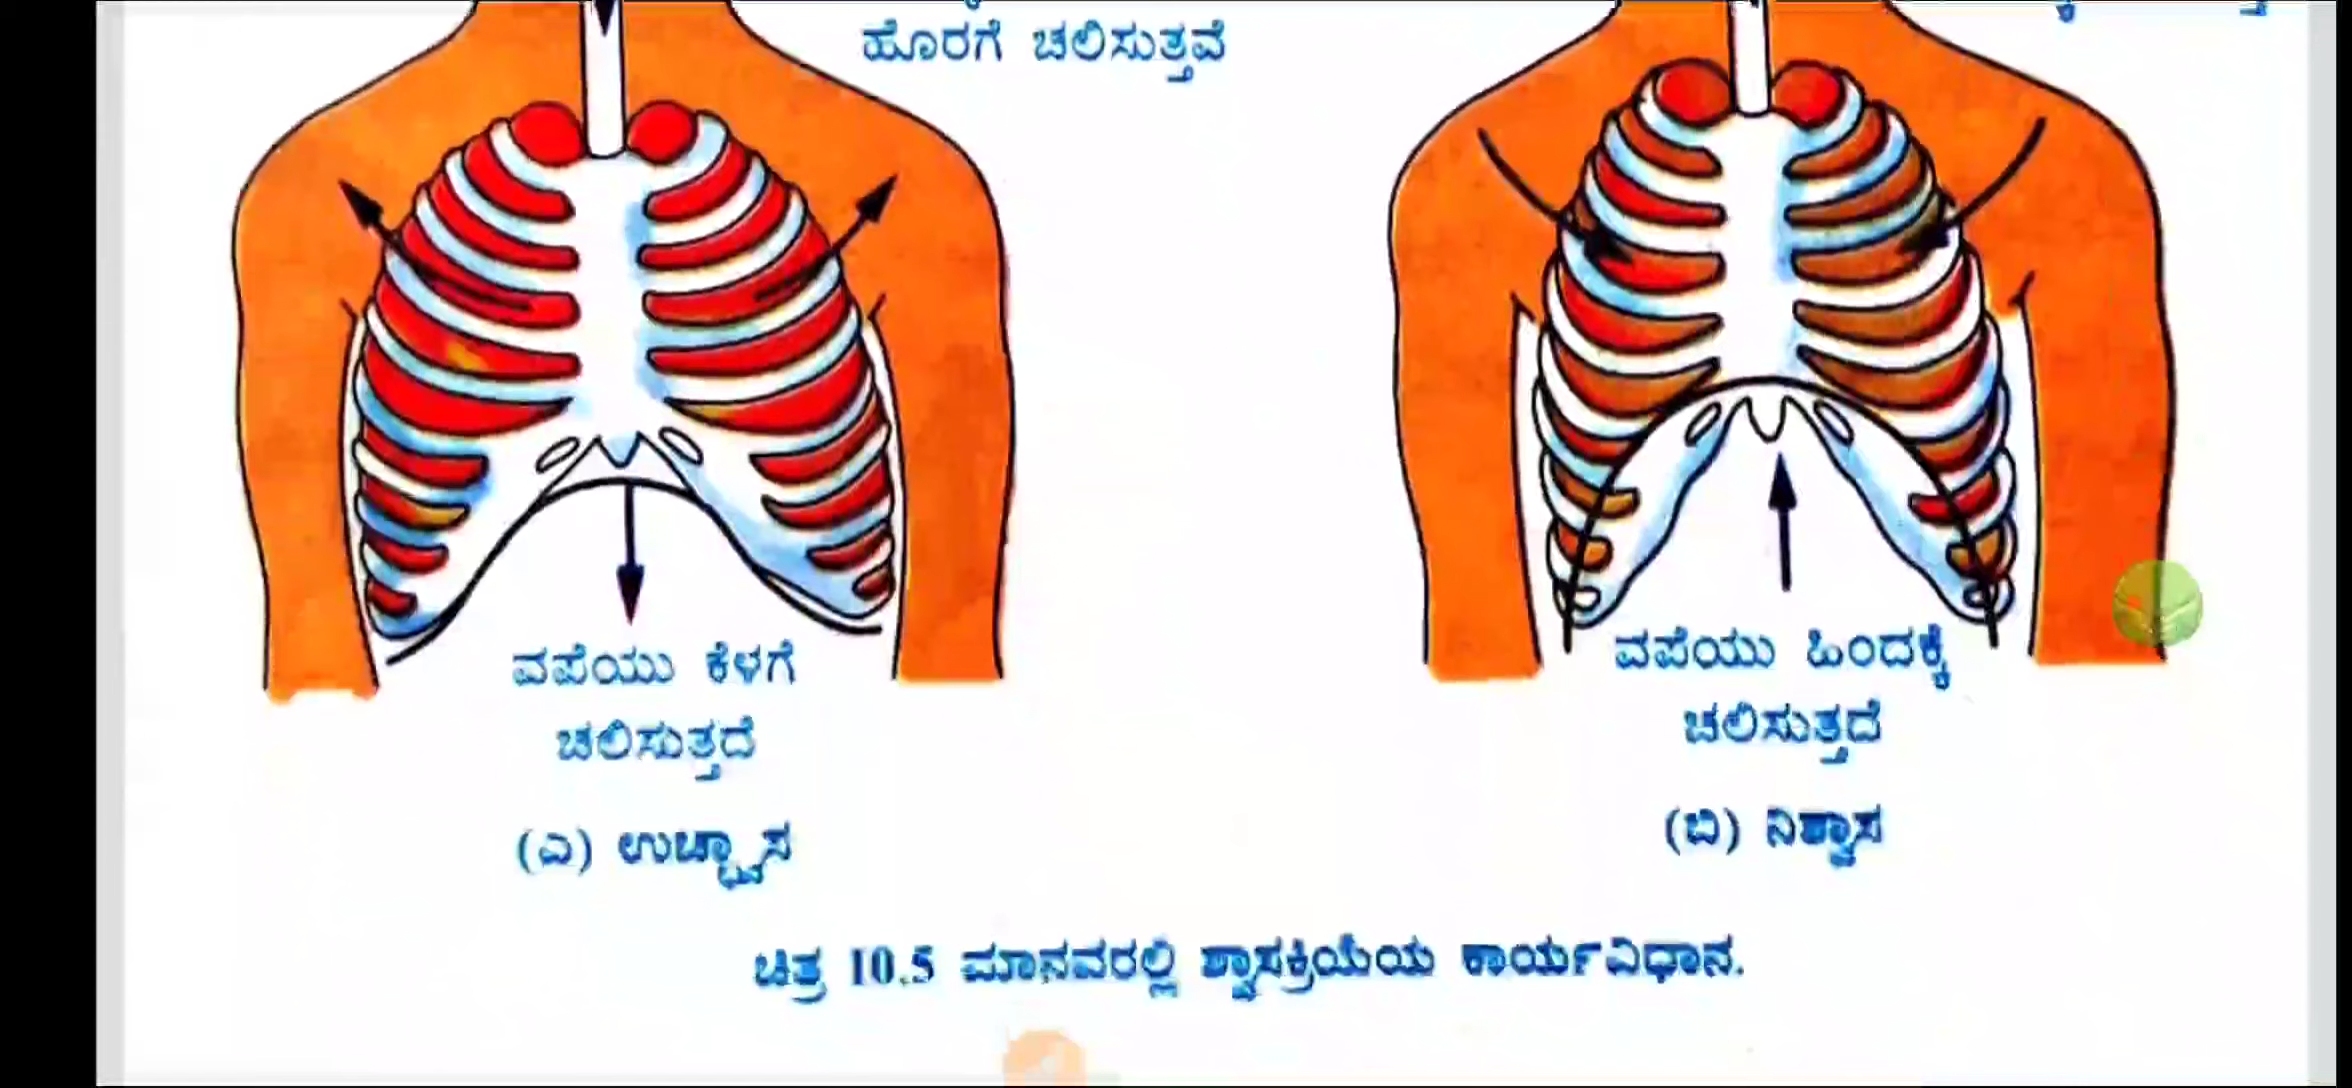 ಹೊರಗೆ ಚಲಿಸುತ್ತವೆ
ವಪೆಯು ಕೆಳಗೆ
ಚಲಿಸುತ್ತದೆ
(ಎ) ಉಚ್ಛ್ವಾಸ
ವಪೆಯು ಹಿಂದಕ್ಕೆ
ಚಲಿಸುತ್ತದೆ
(ಬಿ) ನಿಶ್ವಾಸ
ಚಿತ್ರ 10.5 ಮಾನವರಲ್ಲಿ ಶ್ವಾಸಕ್ರಿಯೆಯ ಕಾರ್ಯವಿಧಾನ.